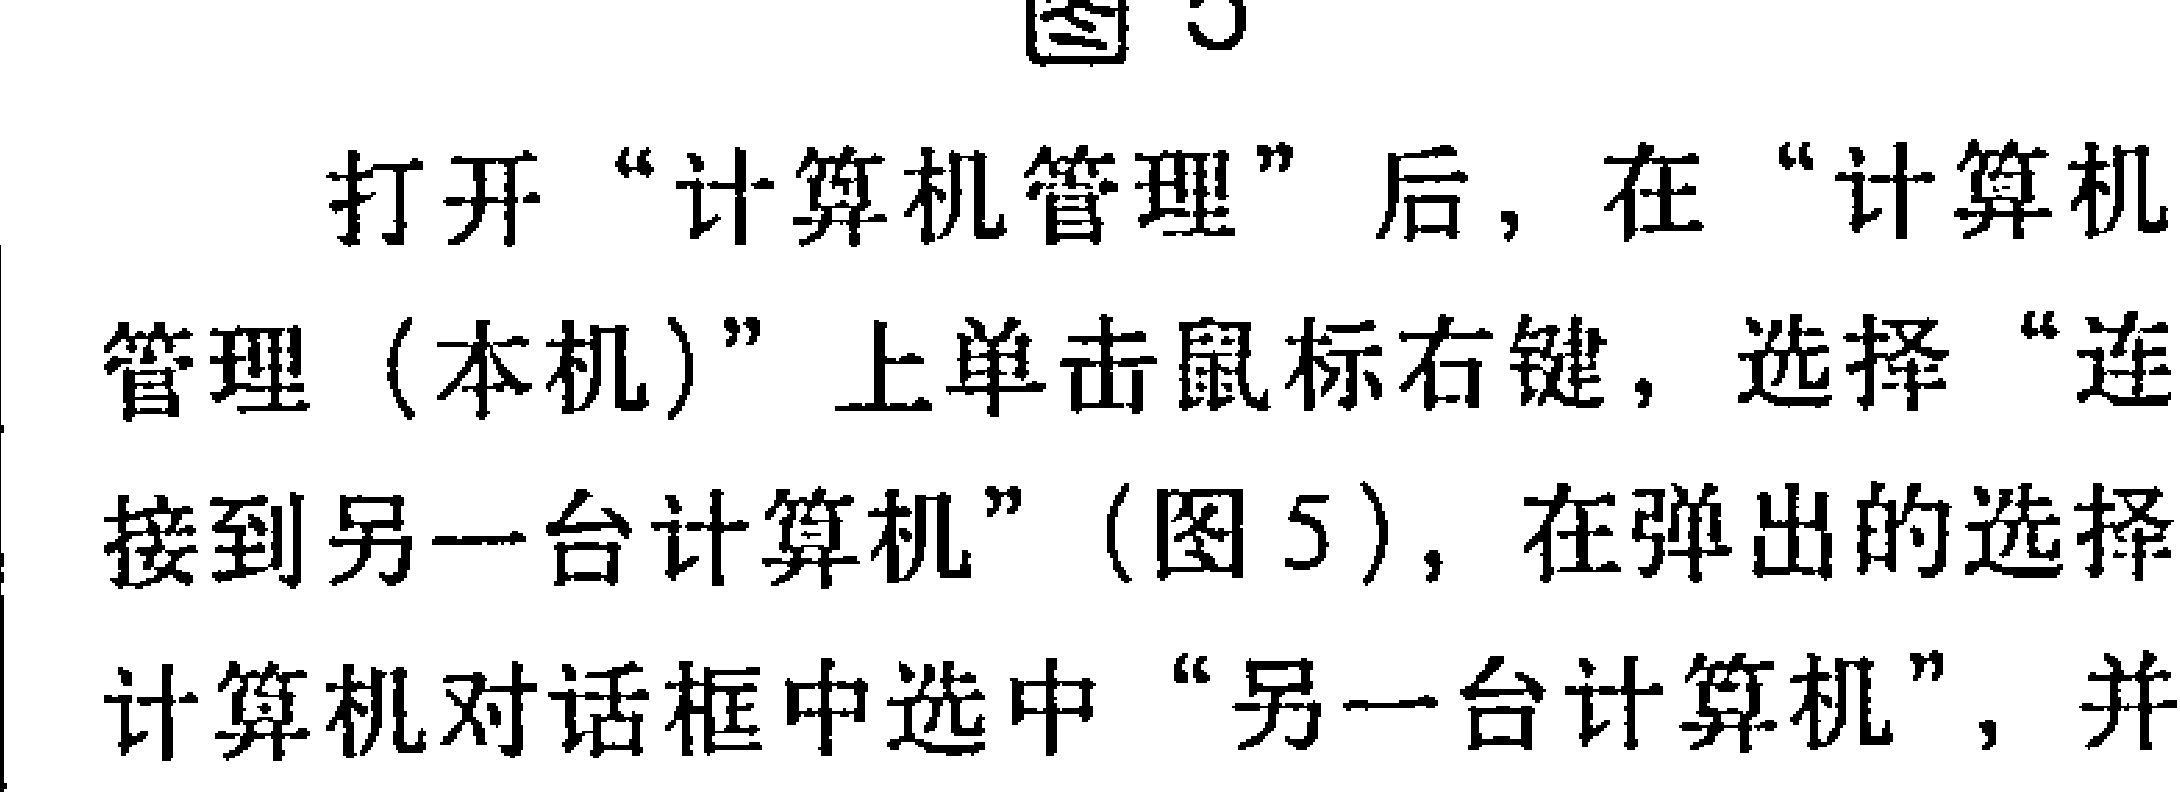 图 5
打开“计算机管理”后，在“计算机
管理（本机）”上单击鼠标右键，选择“连
接到另一台计算机”（图 5），在弹出的选择
计算机对话框中选中“另一台计算机”，并